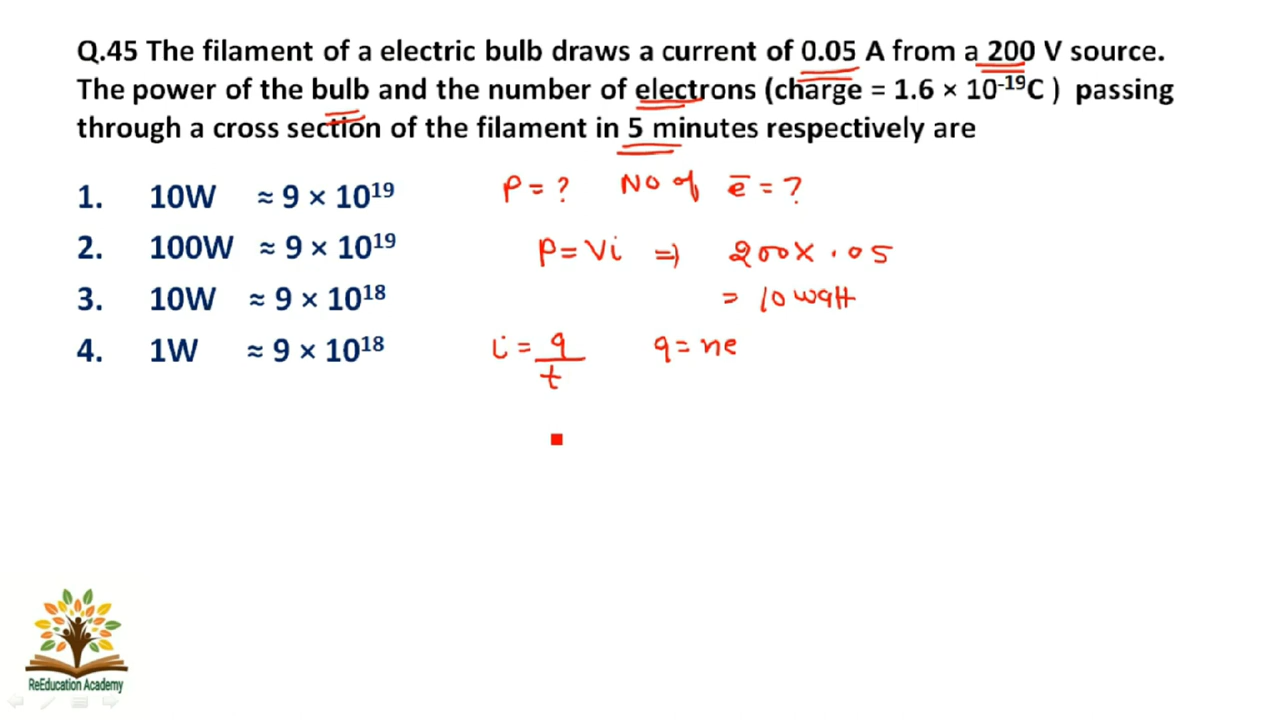 Q.45 The filament of a electric bulb draws a current of 0.05 A from a 200 V source.
The power of the bulb and the number of electrons (charge = 1.6 × 10⁻¹⁹C ) passing
through a cross section of the filament in 5 minutes respectively are
1. 10W ≈ 9 × 10¹⁹
2. 100W ≈ 9 × 10¹⁹
3. 10W ≈ 9 × 10¹⁸
4. 1W ≈ 9 × 10¹⁸
P = ? No of e̅ = ?
P = Vi ⇒ 200 × .05
= 10 watt
i = q/t q = ne
ReEducation Academy